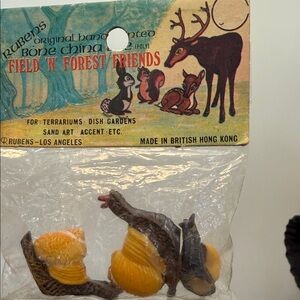 RUBENS
original hand painted
Bone china
FIELD 'N FOREST FRIENDS
FOR TERRARIUMS · DISH GARDENS
SAND ART ACCENT · ETC.
RUBENS-LOS ANGELES
MADE IN BRITISH HONG KONG